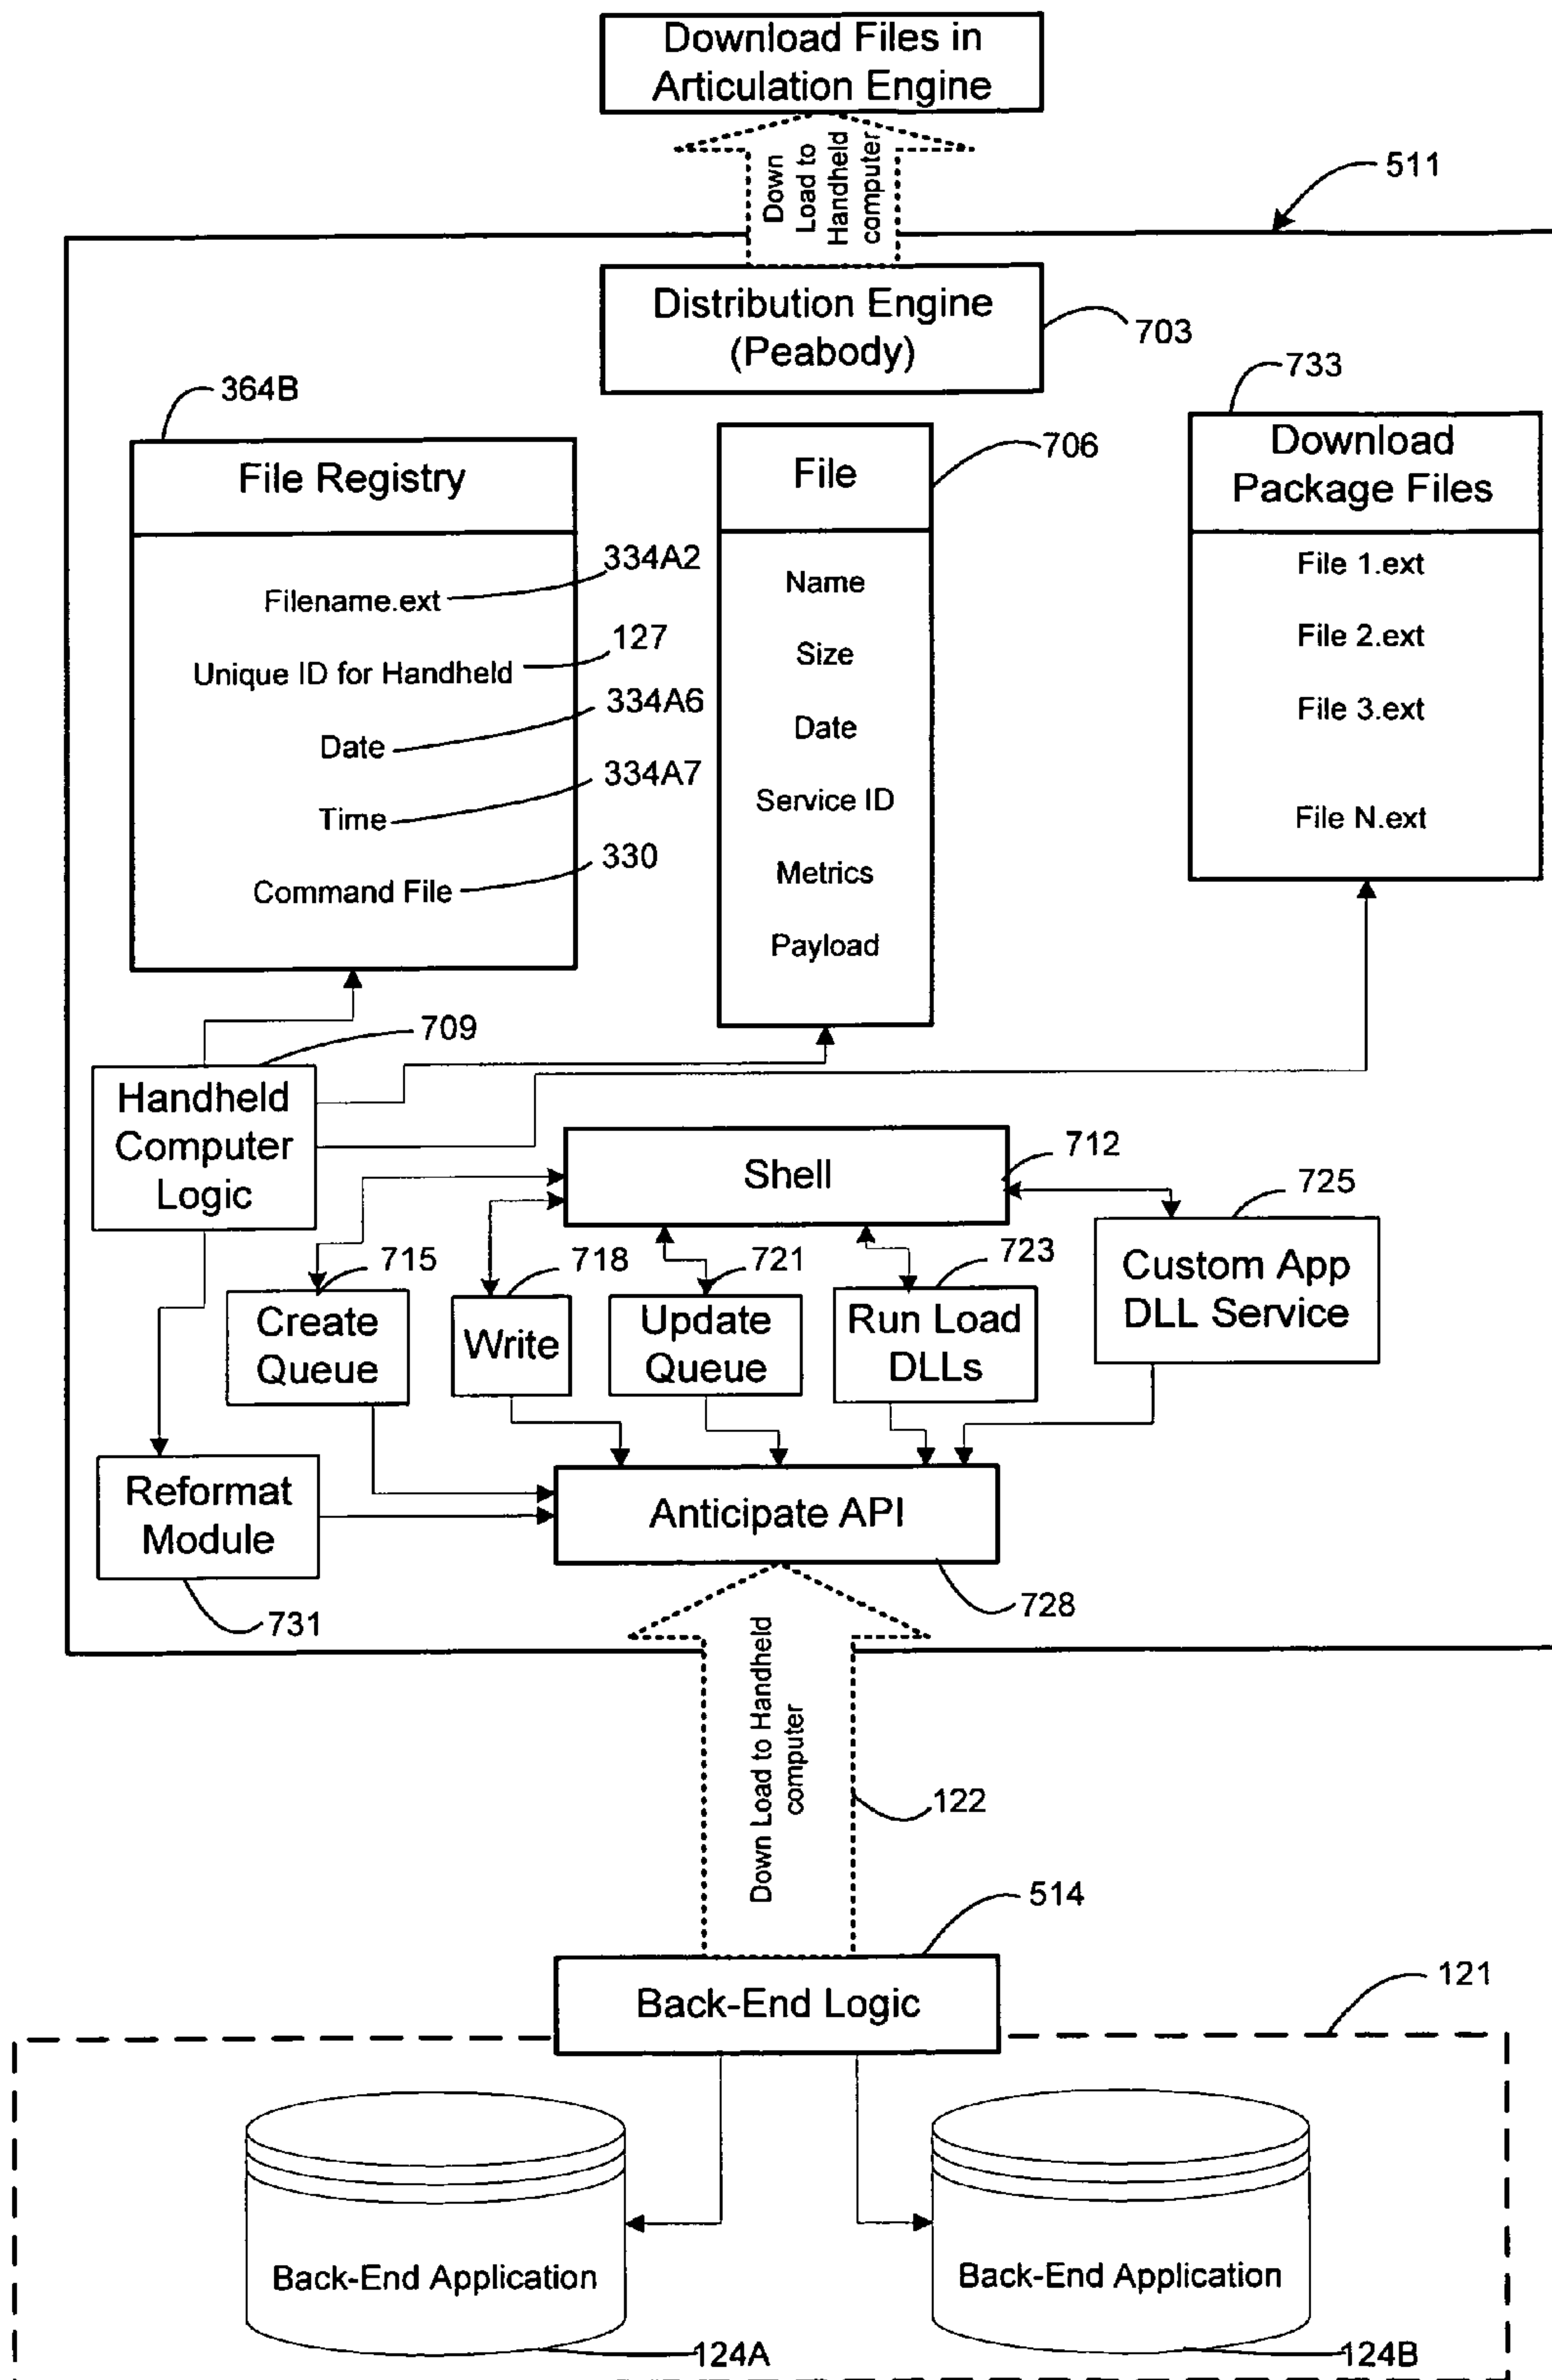 Download Files in
Articulation Engine
Down
Load to
Handheld
computer
511
Distribution Engine
(Peabody)
703
364B
File Registry
Filename.ext
334A2
Unique ID for Handheld
127
Date
334A6
Time
334A7
Command File
330
File
706
Name
Size
Date
Service ID
Metrics
Payload
733
Download
Package Files
File 1.ext
File 2.ext
File 3.ext
File N.ext
709
Handheld
Computer
Logic
Shell
712
725
Custom App
DLL Service
715
Create
Queue
718
Write
721
Update
Queue
723
Run Load
DLLs
Reformat
Module
731
Anticipate API
728
Down Load to Handheld
computer
122
514
Back-End Logic
121
Back-End Application
124A
Back-End Application
124B